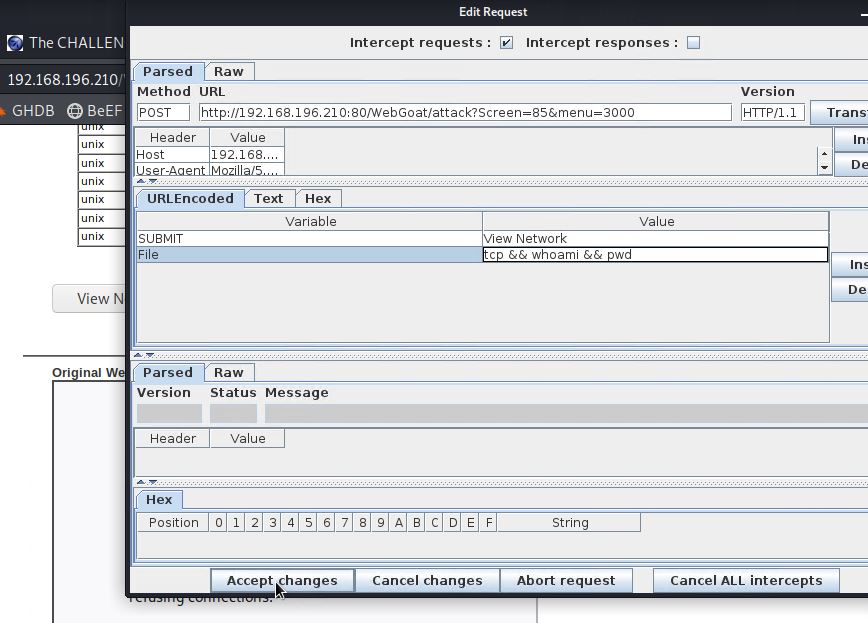 Edit Request
The CHALLEN
Intercept requests : Intercept responses :
192.168.196.210/
Parsed Raw
Method URL Version
GHDB BeEF
POST http://192.168.196.210:80/WebGoat/attack?Screen=85&menu=3000 HTTP/1.1 Transf
unix
Header Value In
unix
Host 192.168....
unix
User-Agent Mozilla/5.... De
unix
URLEncoded Text Hex
unix
Variable Value
unix
SUBMIT View Network
unix
File tcp && whoami && pwd
Ins
De
View N
Original We
Parsed Raw
Version Status Message
Header Value
Hex
Position 0 1 2 3 4 5 6 7 8 9 A B C D E F String
Accept changes Cancel changes Abort request Cancel ALL intercepts
refusing connections.